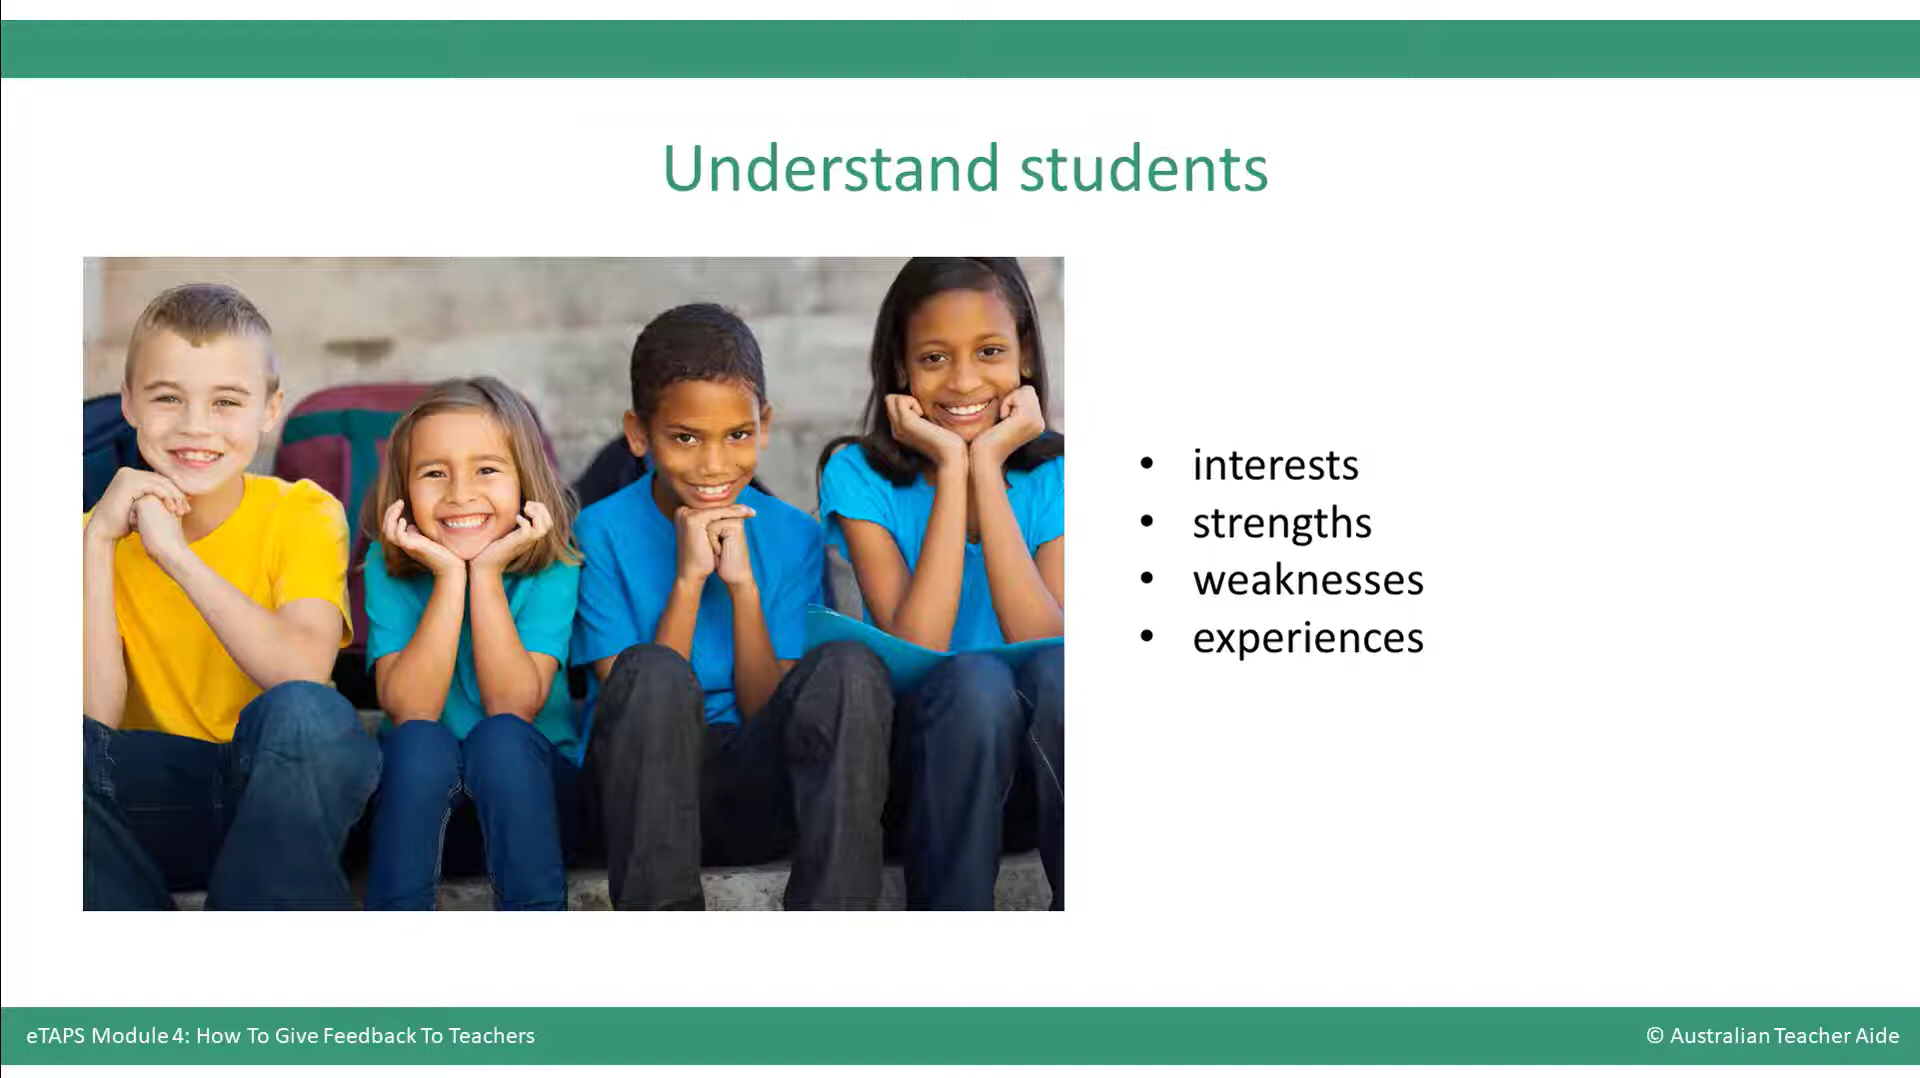 Understand students
• interests
• strengths
• weaknesses
• experiences
eTAPS Module 4: How To Give Feedback To Teachers
© Australian Teacher Aide